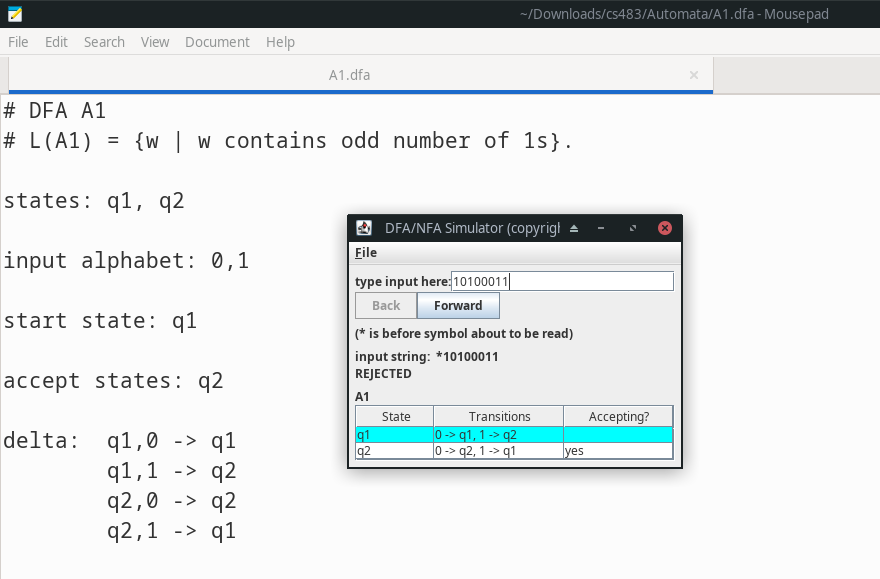 ~/Downloads/cs483/Automata/A1.dfa - Mousepad
File Edit Search View Document Help
A1.dfa ×
# DFA A1
# L(A1) = {w | w contains odd number of 1s}.
states: q1, q2
input alphabet: 0,1
start state: q1
accept states: q2
delta: q1,0 -> q1
q1,1 -> q2
q2,0 -> q2
q2,1 -> q1
DFA/NFA Simulator (copyrigl
File
type input here: 10100011
Back Forward
(* is before symbol about to be read)
input string: *10100011
REJECTED
A1
State Transitions Accepting?
q1 0 -> q1, 1 -> q2
q2 0 -> q2, 1 -> q1 yes